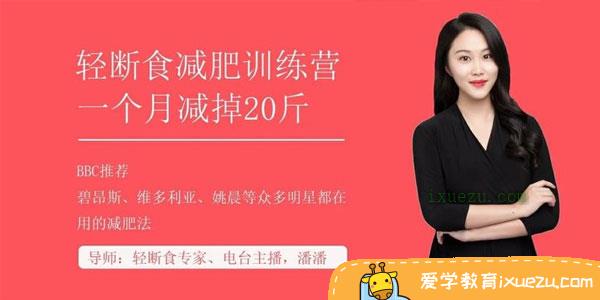 轻断食减肥训练营
一个月减掉20斤
BBC推荐
碧昂斯、维多利亚、姚晨等众多明星都在
用的减肥法
导师：轻断食专家、电台主播，潘潘
ixuezu.com
爱学教育ixuezu.com